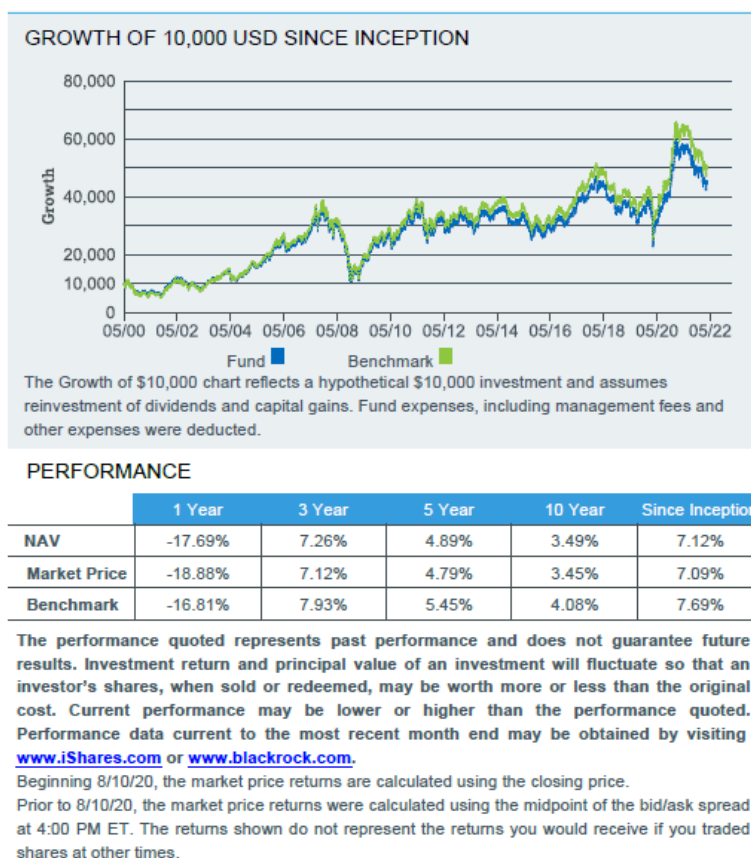 GROWTH OF 10,000 USD SINCE INCEPTION
80,000
60,000
40,000
20,000
10,000
0
Growth
05/00 05/02 05/04 05/06 05/08 05/10 05/12 05/14 05/16 05/18 05/20 05/22
Fund Benchmark
The Growth of $10,000 chart reflects a hypothetical $10,000 investment and assumes
reinvestment of dividends and capital gains. Fund expenses, including management fees and
other expenses were deducted.
PERFORMANCE
1 Year 3 Year 5 Year 10 Year Since Inception
NAV -17.69% 7.26% 4.89% 3.49% 7.12%
Market Price -18.88% 7.12% 4.79% 3.45% 7.09%
Benchmark -16.81% 7.93% 5.45% 4.08% 7.69%
The performance quoted represents past performance and does not guarantee future
results. Investment return and principal value of an investment will fluctuate so that an
investor's shares, when sold or redeemed, may be worth more or less than the original
cost. Current performance may be lower or higher than the performance quoted.
Performance data current to the most recent month end may be obtained by visiting
www.iShares.com or www.blackrock.com.
Beginning 8/10/20, the market price returns are calculated using the closing price.
Prior to 8/10/20, the market price returns were calculated using the midpoint of the bid/ask spread
at 4:00 PM ET. The returns shown do not represent the returns you would receive if you traded
shares at other times.